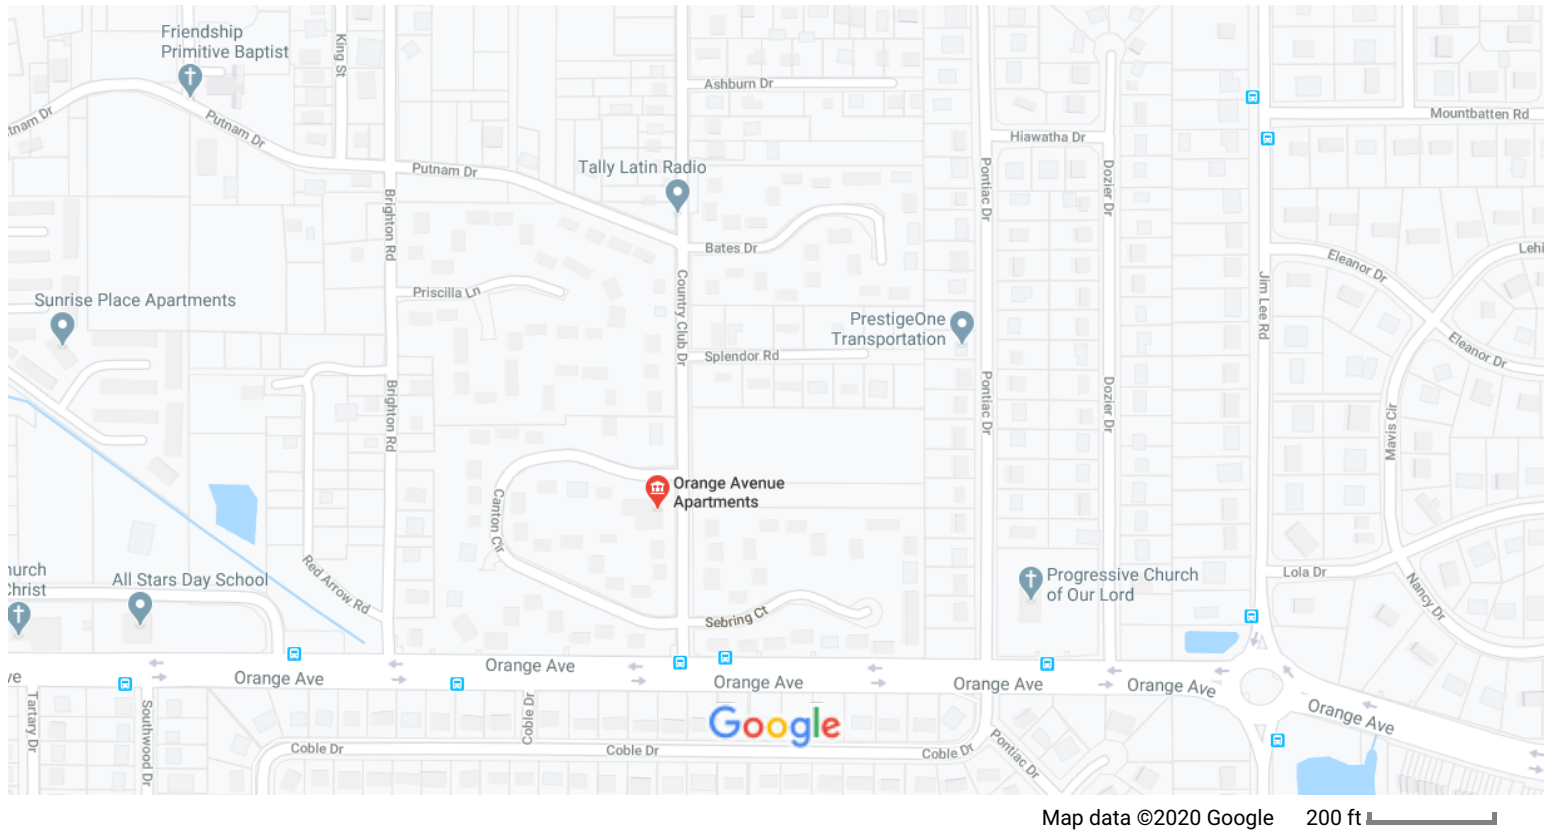 Friendship
Primitive Baptist
King St
Ashburn Dr
Mountbatten Rd
tnam Dr
Putnam Dr
Hiawatha Dr
Putnam Dr
Tally Latin Radio
Pontiac Dr
Dozier Dr
Brighton Rd
Bates Dr
Lehi
Eleanor Dr
Country Club Dr
Jim Lee Rd
Priscilla Ln
Sunrise Place Apartments
PrestigeOne
Transportation
Eleanor Dr
Splendor Rd
Brighton Rd
Pontiac Dr
Dozier Dr
Mavis Cir
Orange Avenue
Apartments
Canton Cir
hurch
Christ
All Stars Day School
Red Arrow Rd
Progressive Church
of Our Lord
Lola Dr
Nancy Dr
Sebring Ct
ve
Orange Ave
Orange Ave
Orange Ave
Orange Ave
Orange Ave
Orange Ave
Tartary Dr
Southwood Dr
Coble Dr
Google
Coble Dr
Coble Dr
Coble Dr
Pontiac Dr
Map data ©2020 Google 200 ft